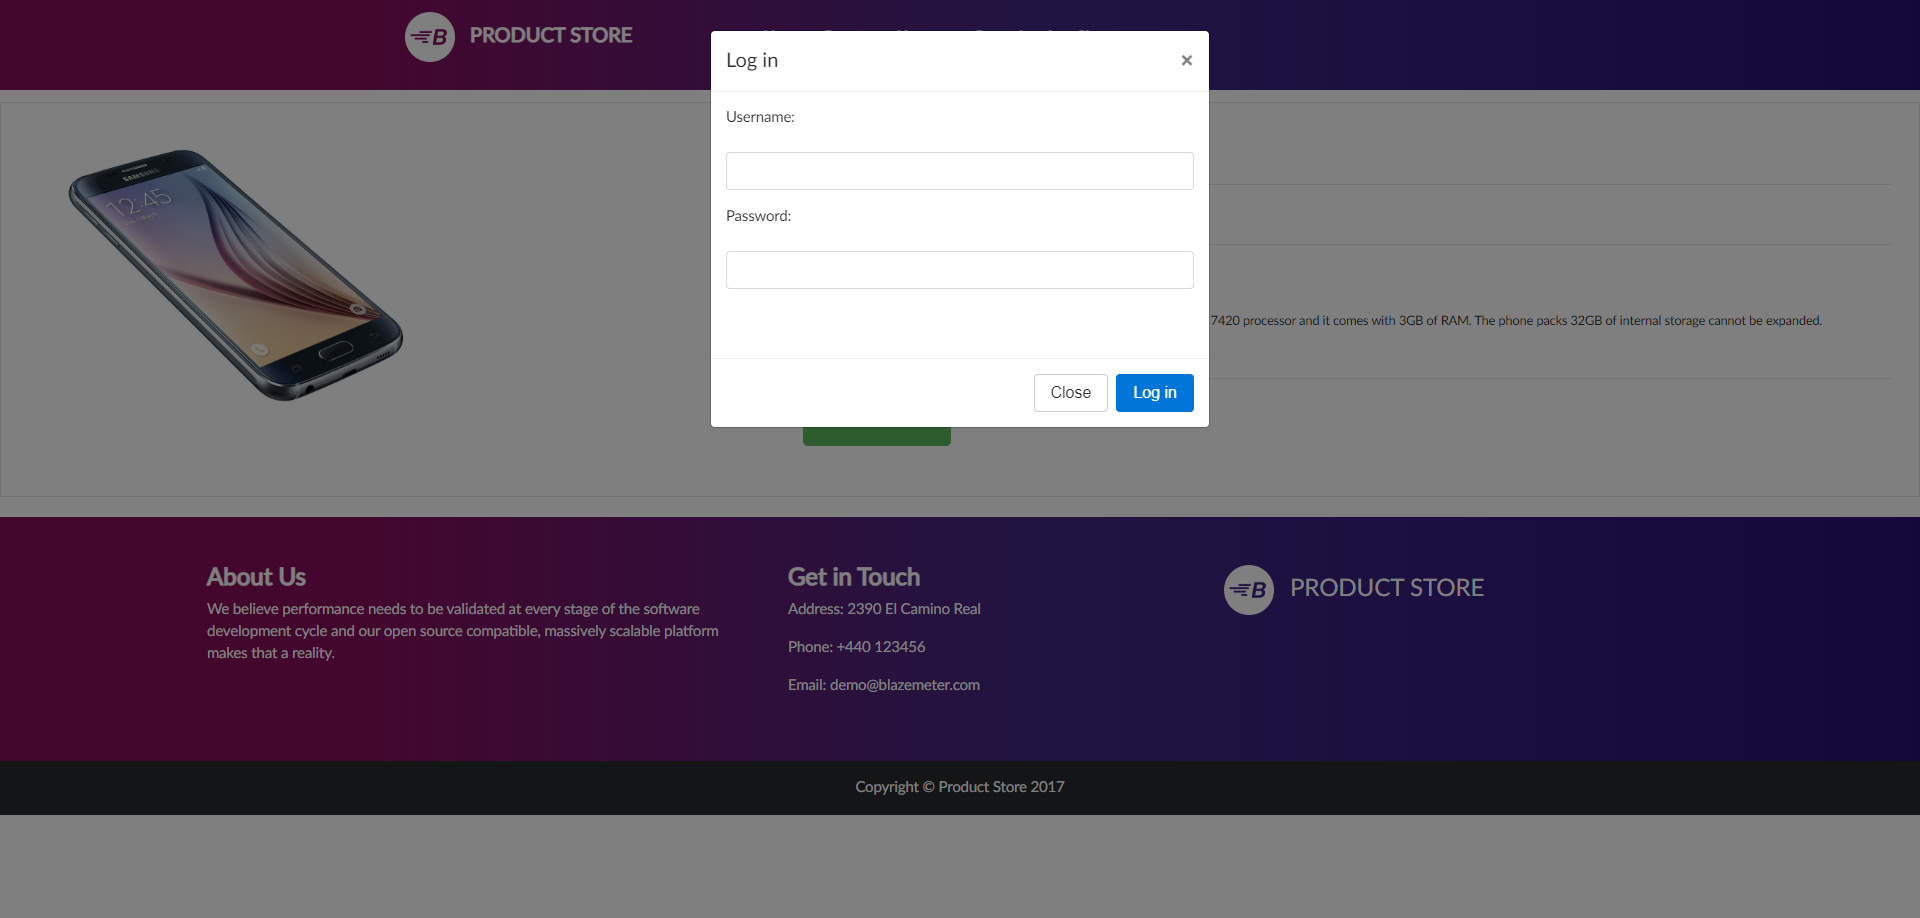 B PRODUCT STORE
Log in ×
Username:
Password:
SAMSUNG
12:45
7420 processor and it comes with 3GB of RAM. The phone packs 32GB of internal storage cannot be expanded.
Close Log in
About Us
We believe performance needs to be validated at every stage of the software
development cycle and our open source compatible, massively scalable platform
makes that a reality.
Get in Touch
Address: 2390 El Camino Real
Phone: +440 123456
Email: demo@blazemeter.com
B PRODUCT STORE
Copyright © Product Store 2017